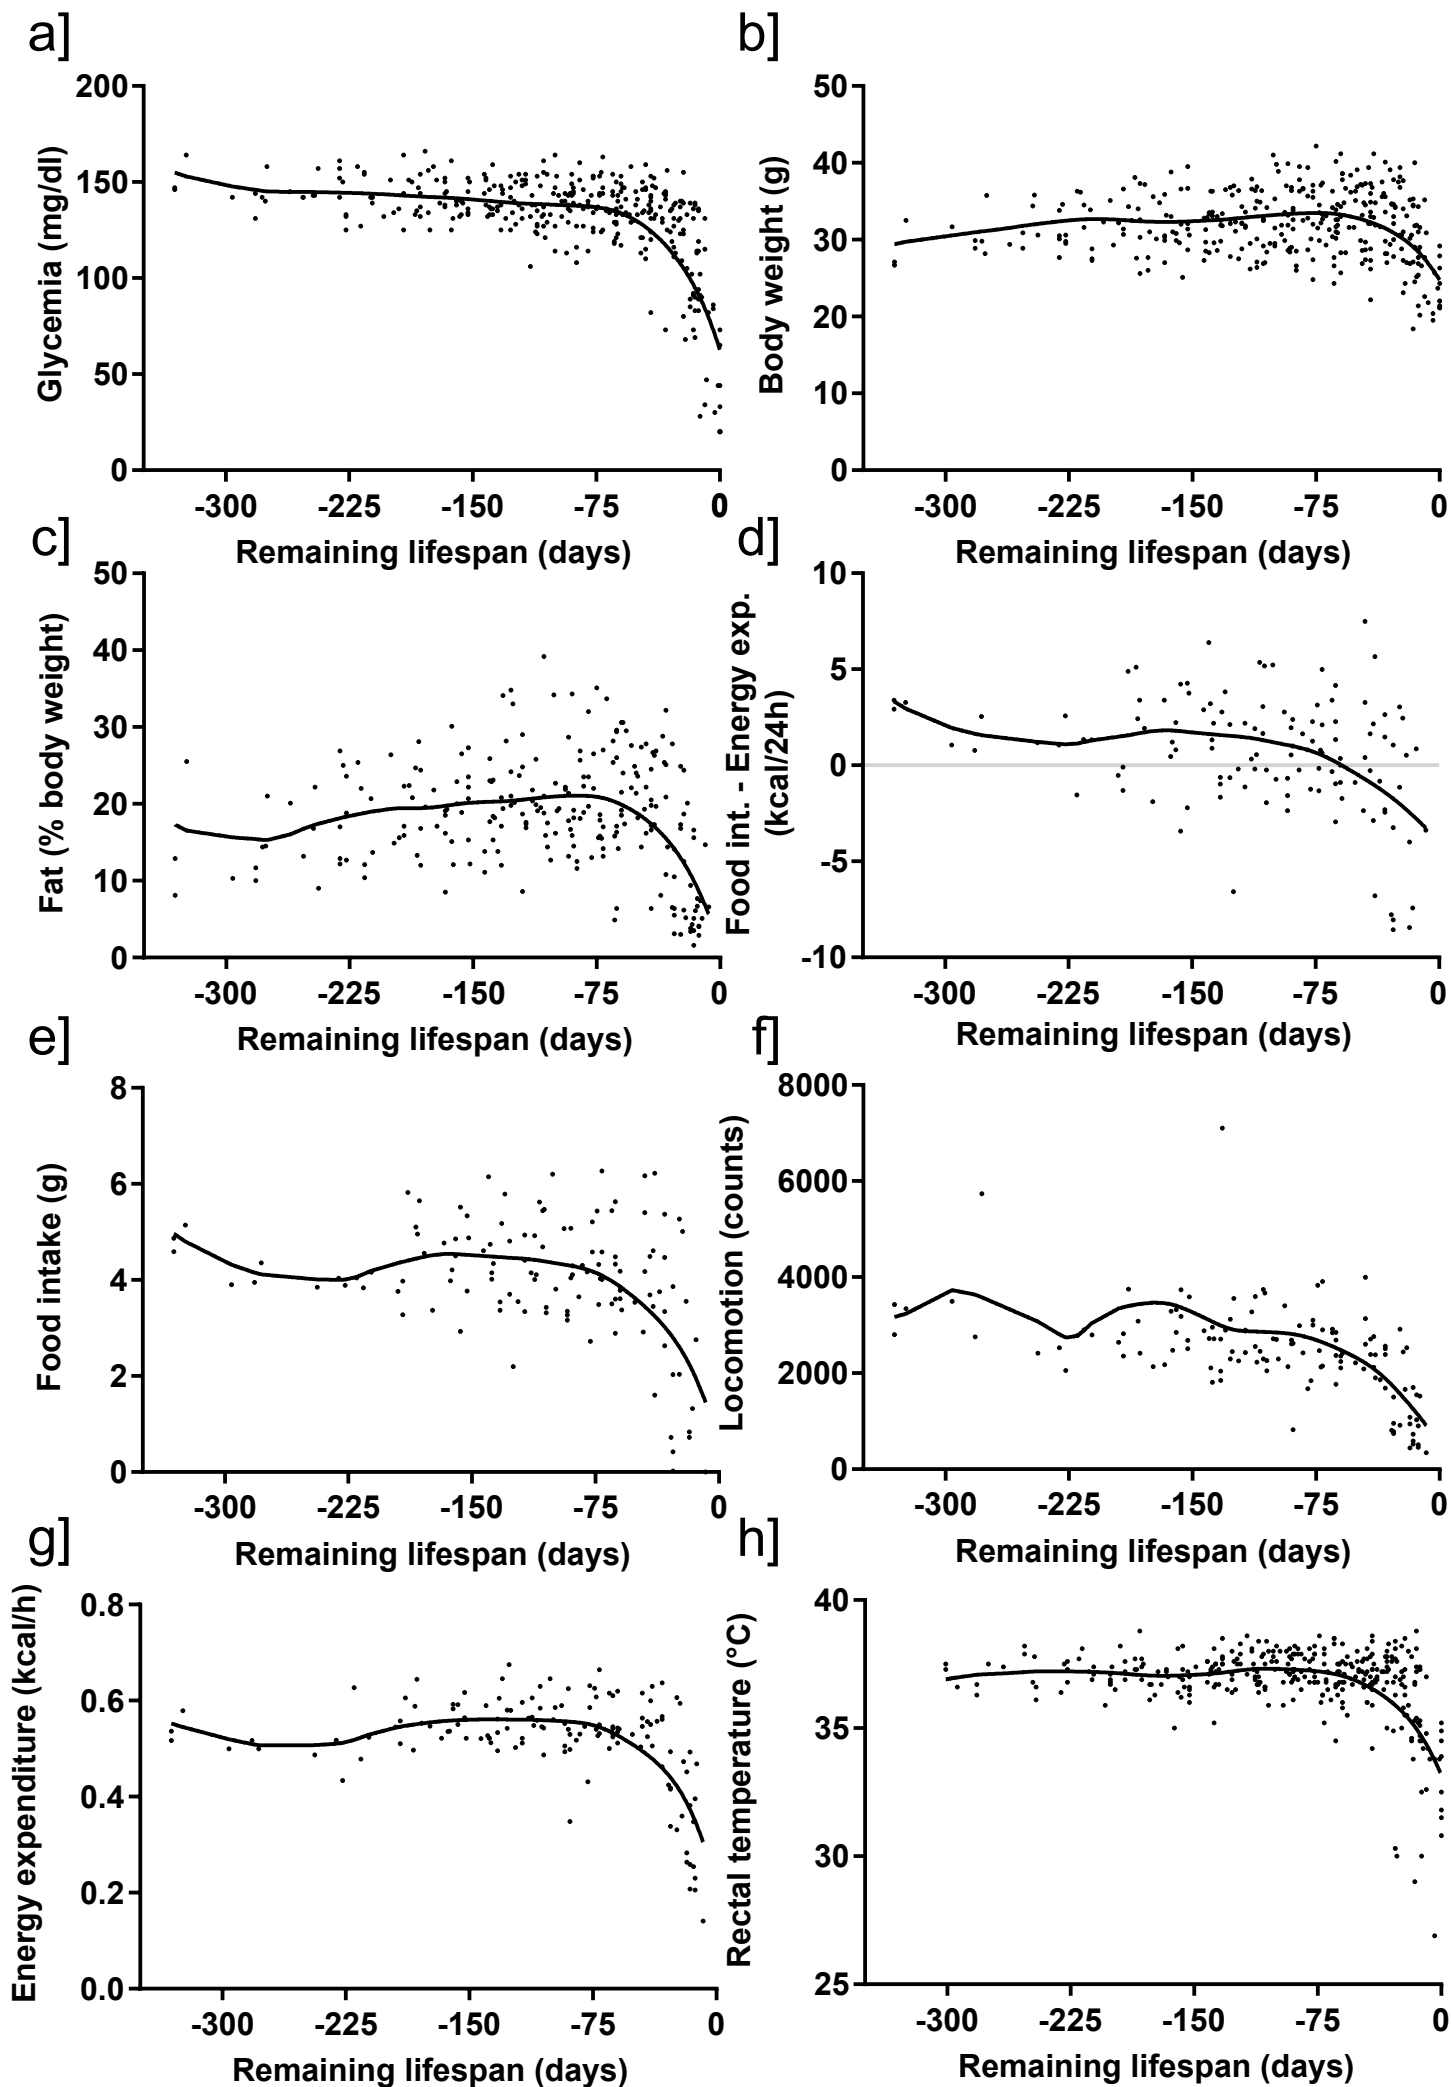 a]
200
150
100
50
0
Glycemia (mg/dl)
-300 -225 -150 -75 0
Remaining lifespan (days)
b]
50
40
30
20
10
0
Body weight (g)
-300 -225 -150 -75 0
Remaining lifespan (days)
c]
50
40
30
20
10
0
Fat (% body weight)
-300 -225 -150 -75 0
Remaining lifespan (days)
d]
10
5
0
-5
-10
Food int. - Energy exp.
(kcal/24h)
-300 -225 -150 -75 0
Remaining lifespan (days)
e]
8
6
4
2
0
Food intake (g)
-300 -225 -150 -75 0
Remaining lifespan (days)
f]
8000
6000
4000
2000
0
Locomotion (counts)
-300 -225 -150 -75 0
Remaining lifespan (days)
g]
0.8
0.6
0.4
0.2
0.0
Energy expenditure (kcal/h)
-300 -225 -150 -75 0
Remaining lifespan (days)
h]
40
35
30
25
Rectal temperature (°C)
-300 -225 -150 -75 0
Remaining lifespan (days)